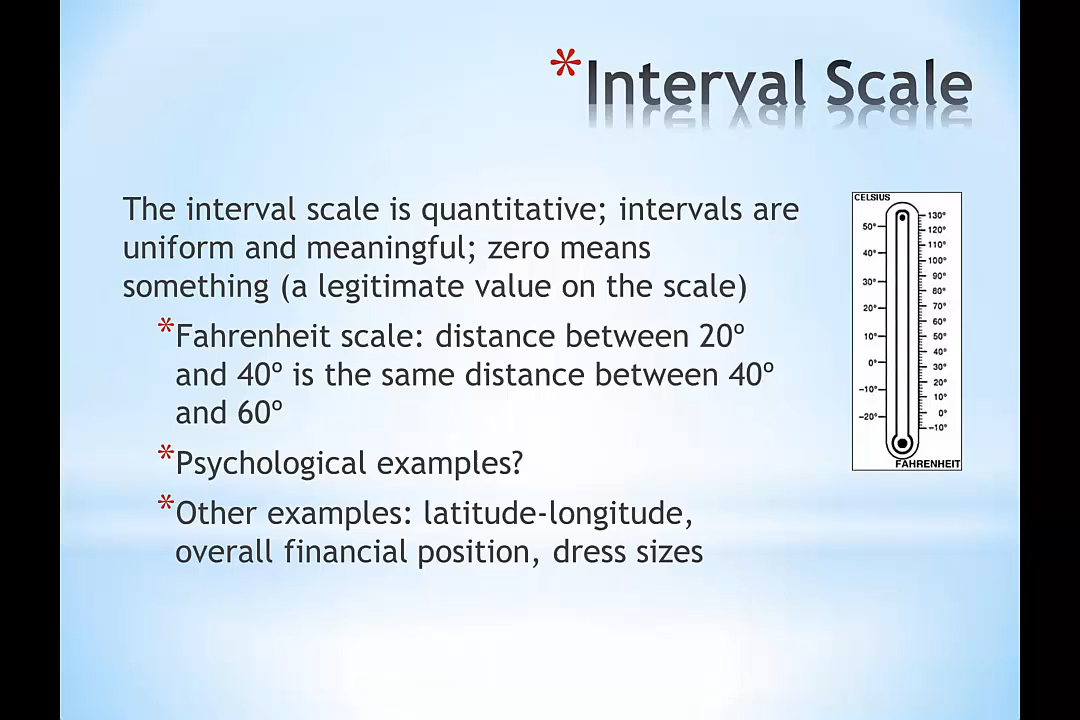 *Interval Scale
The interval scale is quantitative; intervals are
uniform and meaningful; zero means
something (a legitimate value on the scale)
*Fahrenheit scale: distance between 20º
and 40º is the same distance between 40º
and 60º
*Psychological examples?
*Other examples: latitude-longitude,
overall financial position, dress sizes
CELSIUS
50°
40°
30°
20°
10°
0°
-10°
-20°
130°
120°
110°
100°
90°
80°
70°
60°
50°
40°
30°
20°
10°
0°
-10°
FAHRENHEIT